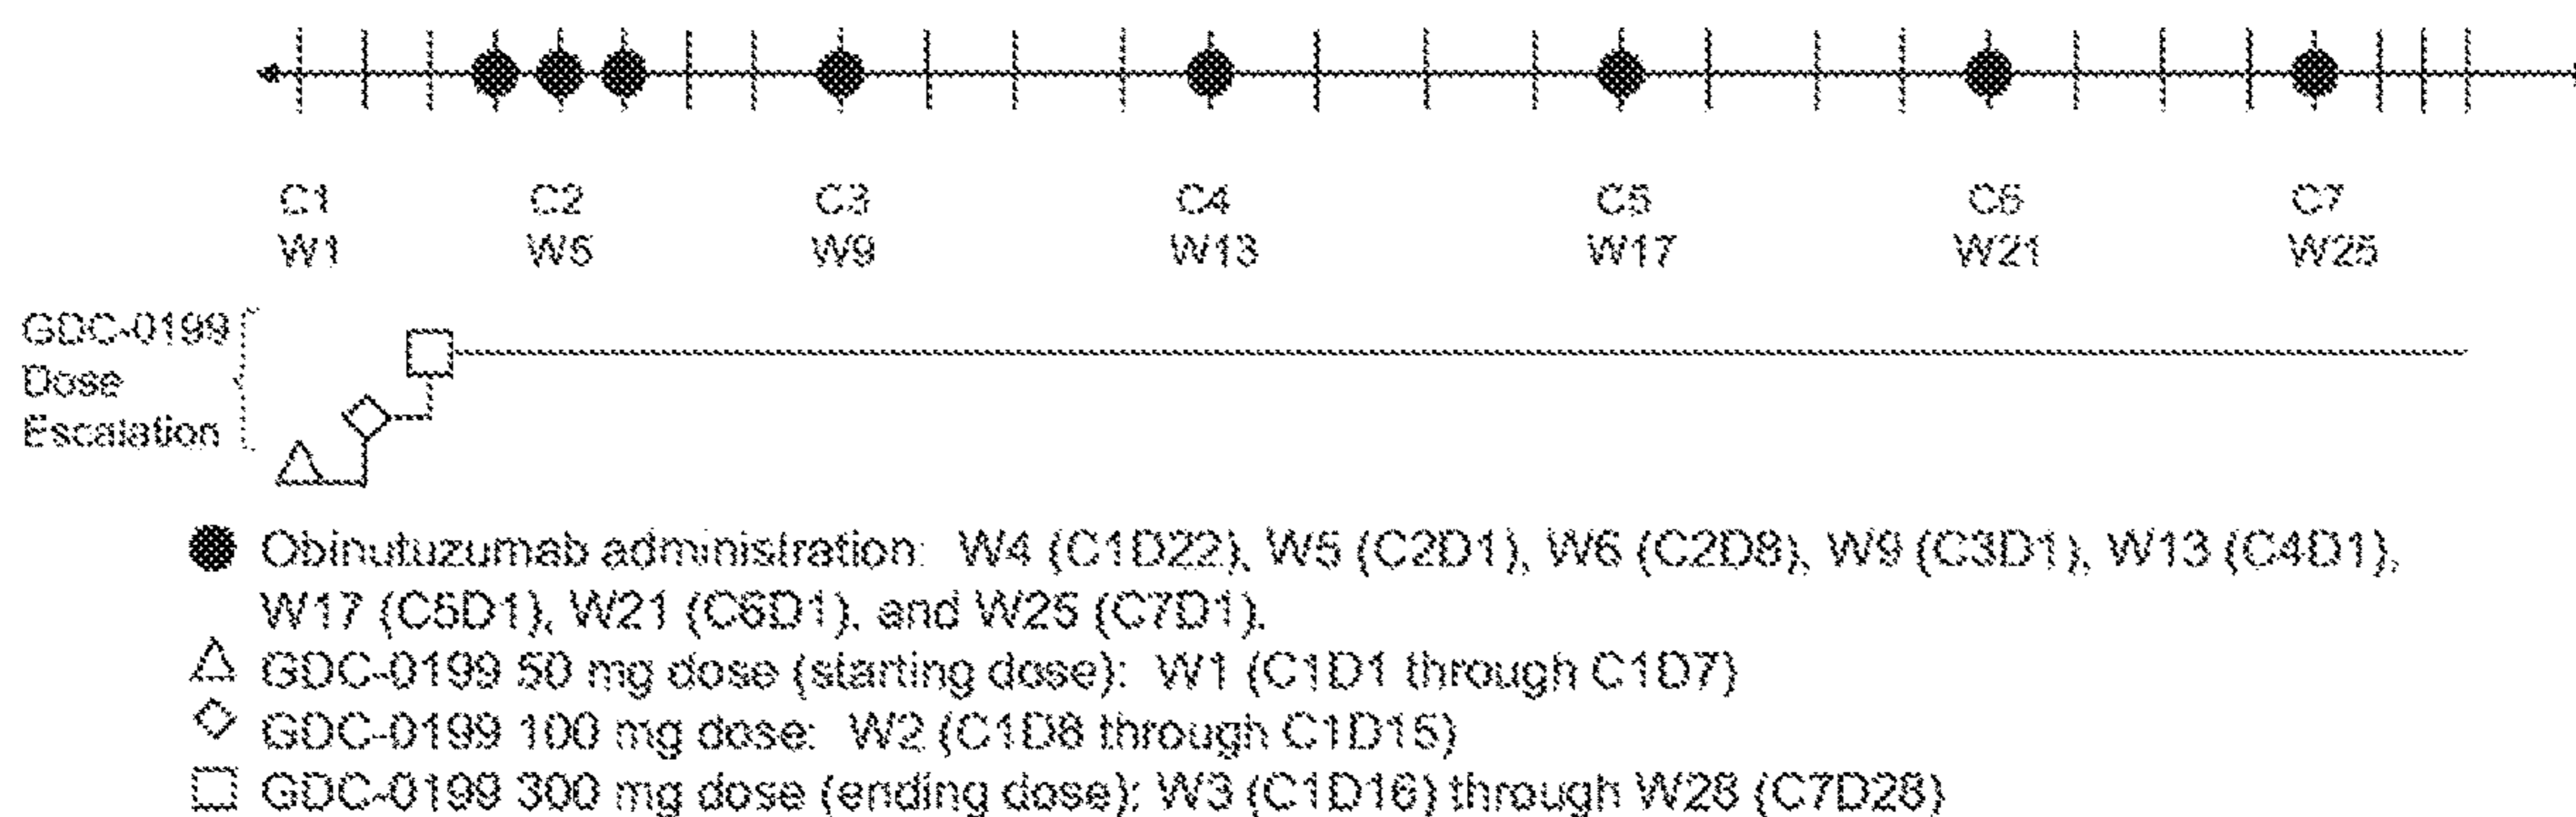 C1 C2 C3 C4 C5 C6 C7
W1 W5 W9 W13 W17 W21 W25
GDC-0199
Dose
Escalation
Obinutuzumab administration: W4 (C1D22), W5 (C2D1), W6 (C2D8), W9 (C3D1), W13 (C4D1),
W17 (C5D1), W21 (C6D1), and W25 (C7D1).
GDC-0199 50 mg dose (starting dose): W1 (C1D1 through C1D7)
GDC-0199 100 mg dose: W2 (C1D8 through C1D15)
GDC-0199 300 mg dose (ending dose): W3 (C1D16) through W28 (C7D28)